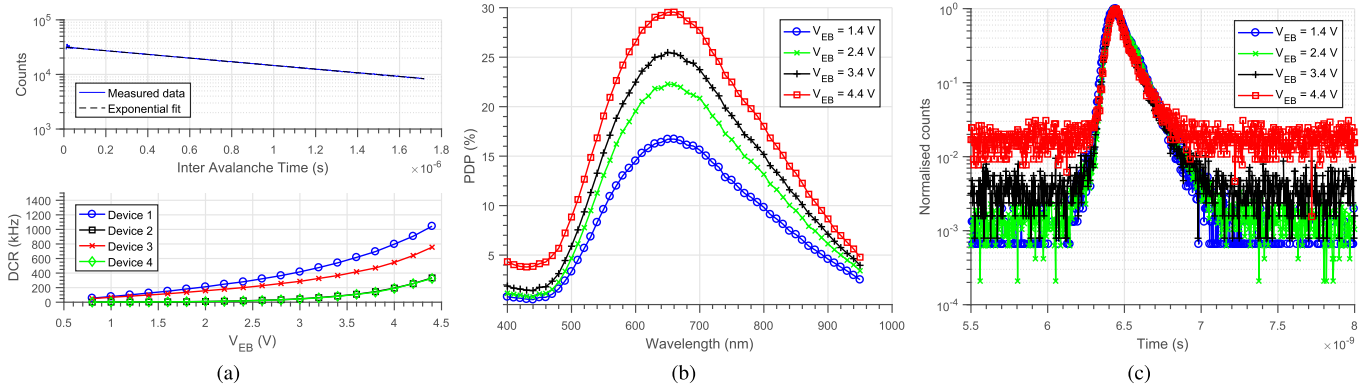 10^5
10^4
10^3
Counts
Measured data
Exponential fit
0 0.2 0.4 0.6 0.8 1 1.2 1.4 1.6 1.8
Inter Avalanche Time (s)
×10^-6
1400
1200
1000
800
600
400
200
0
DCR (kHz)
Device 1
Device 2
Device 3
Device 4
0.5 1 1.5 2 2.5 3 3.5 4 4.5
V_EB (V)
(a)
30
25
20
15
10
5
PDP (%)
V_EB = 1.4 V
V_EB = 2.4 V
V_EB = 3.4 V
V_EB = 4.4 V
400 500 600 700 800 900 1000
Wavelength (nm)
(b)
10^0
10^-1
10^-2
10^-3
10^-4
Normalised counts
V_EB = 1.4 V
V_EB = 2.4 V
V_EB = 3.4 V
V_EB = 4.4 V
5.5 6 6.5 7 7.5 8
Time (s)
×10^-9
(c)